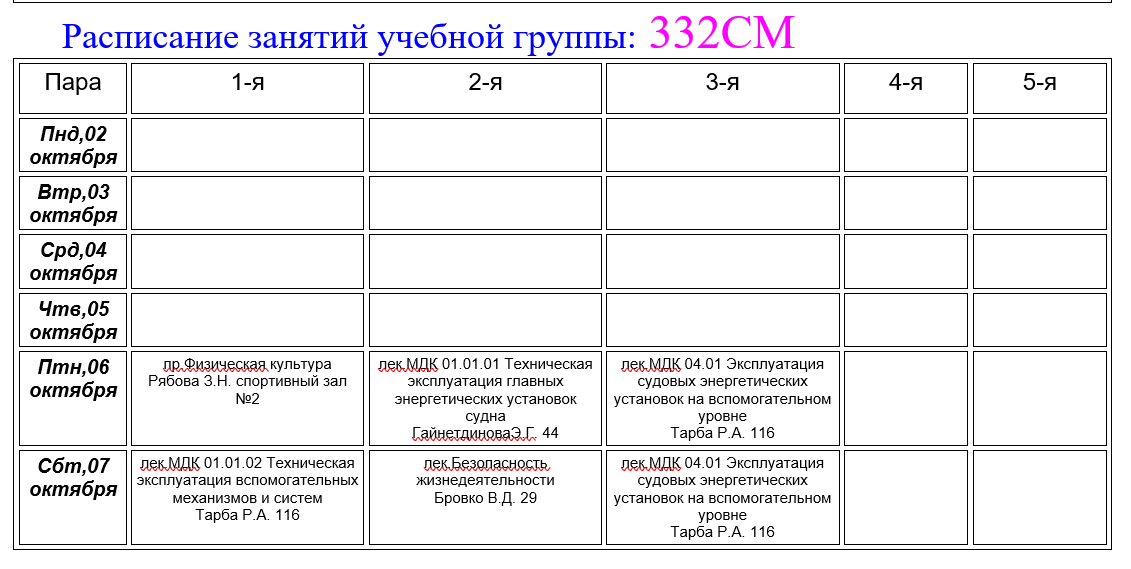 Расписание занятий учебной группы: 332СМ
Пара 1-я 2-я 3-я 4-я 5-я
Пнд,02
октября
Втр,03
октября
Срд,04
октября
Чтв,05
октября
Птн,06
октября
пр.Физическая культура
Рябова З.Н. спортивный зал
№2
лек.МДК 01.01.01 Техническая
эксплуатация главных
энергетических установок
судна
ГайнетдиноваЭ.Г. 44
лек.МДК 04.01 Эксплуатация
судовых энергетических
установок на вспомогательном
уровне
Тарба Р.А. 116
Сбт,07
октября
лек.МДК 01.01.02 Техническая
эксплуатация вспомогательных
механизмов и систем
Тарба Р.А. 116
лек.Безопасность
жизнедеятельности
Бровко В.Д. 29
лек.МДК 04.01 Эксплуатация
судовых энергетических
установок на вспомогательном
уровне
Тарба Р.А. 116